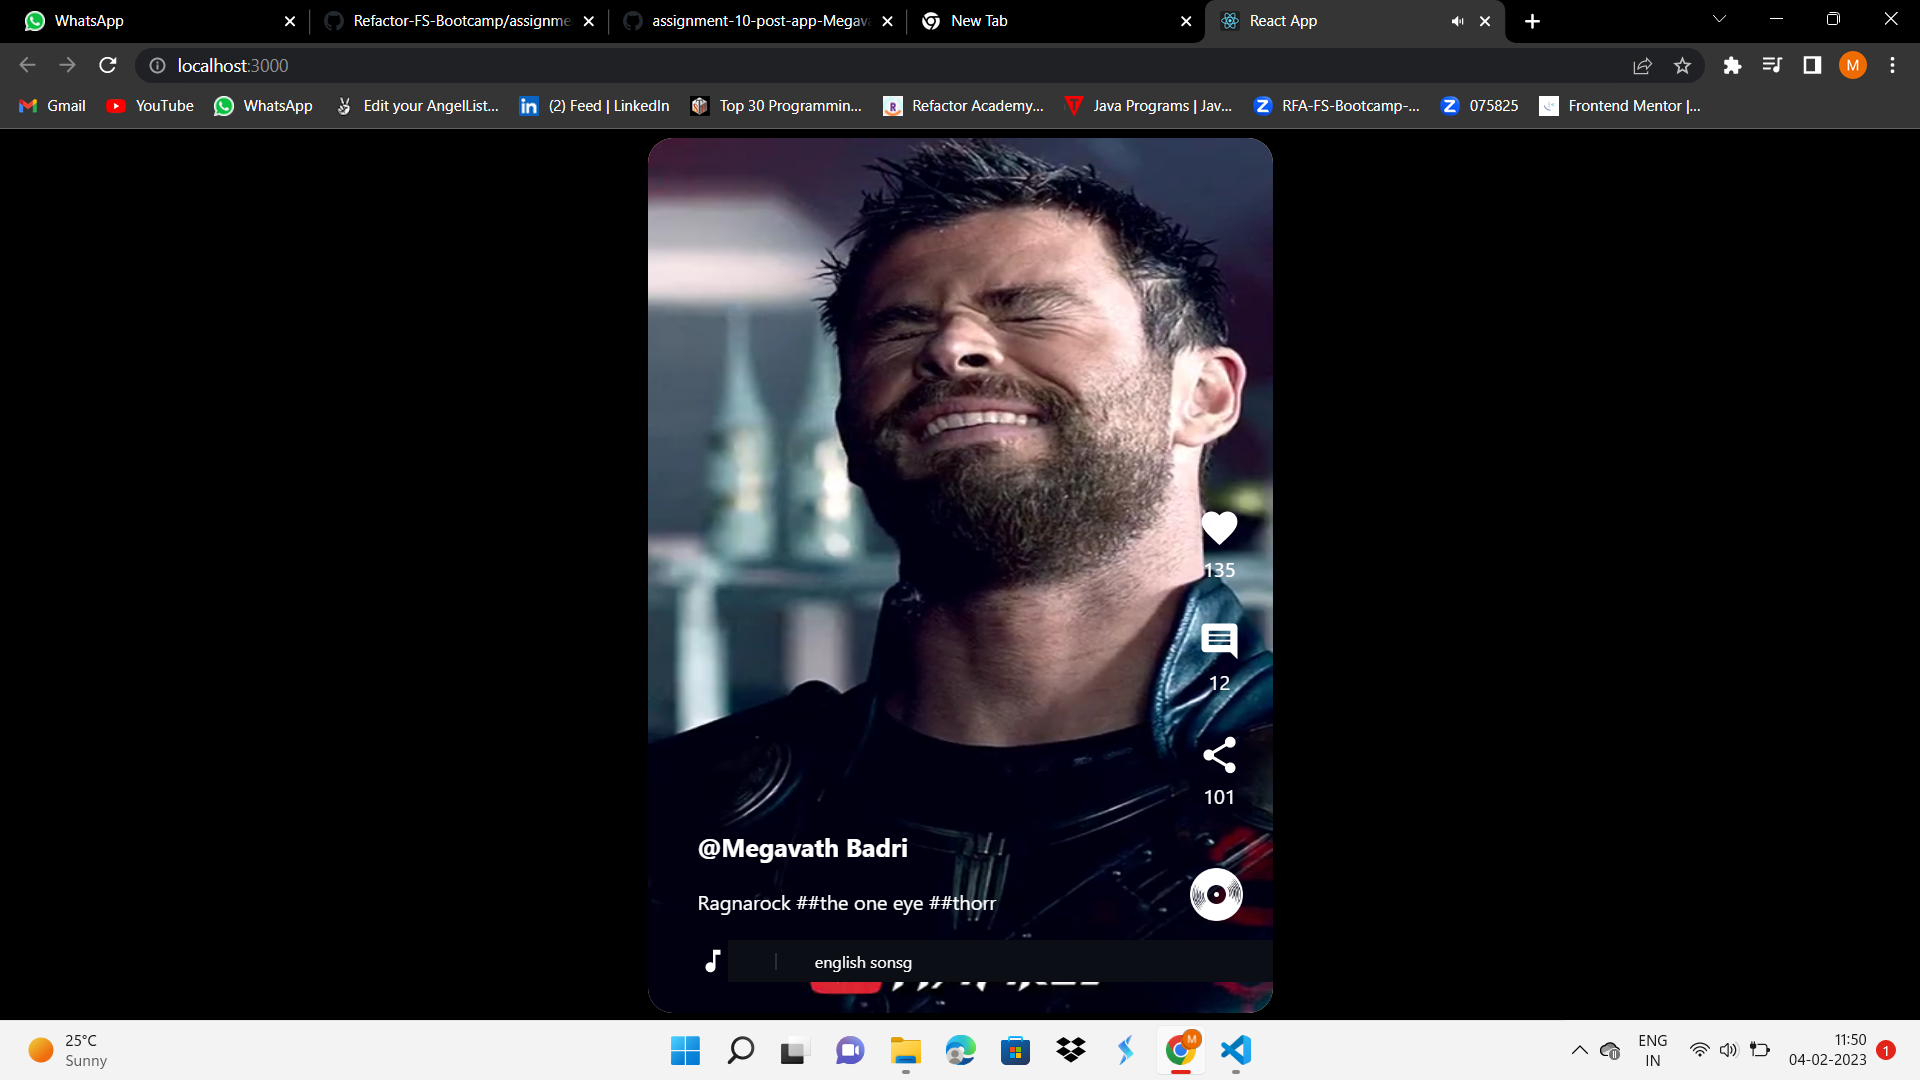 WhatsApp
Refactor-FS-Bootcamp/assignme
assignment-10-post-app-Megava
New Tab
React App
localhost:3000
M
Gmail
YouTube
WhatsApp
Edit your AngelList...
(2) Feed | LinkedIn
Top 30 Programmin...
Refactor Academy...
Java Programs | Jav...
RFA-FS-Bootcamp-...
075825
Frontend Mentor |...
135
12
101
@Megavath Badri
Ragnarock ##the one eye ##thorr
english sonsg
25°C
Sunny
M
ENG
IN
11:50
04-02-2023
1